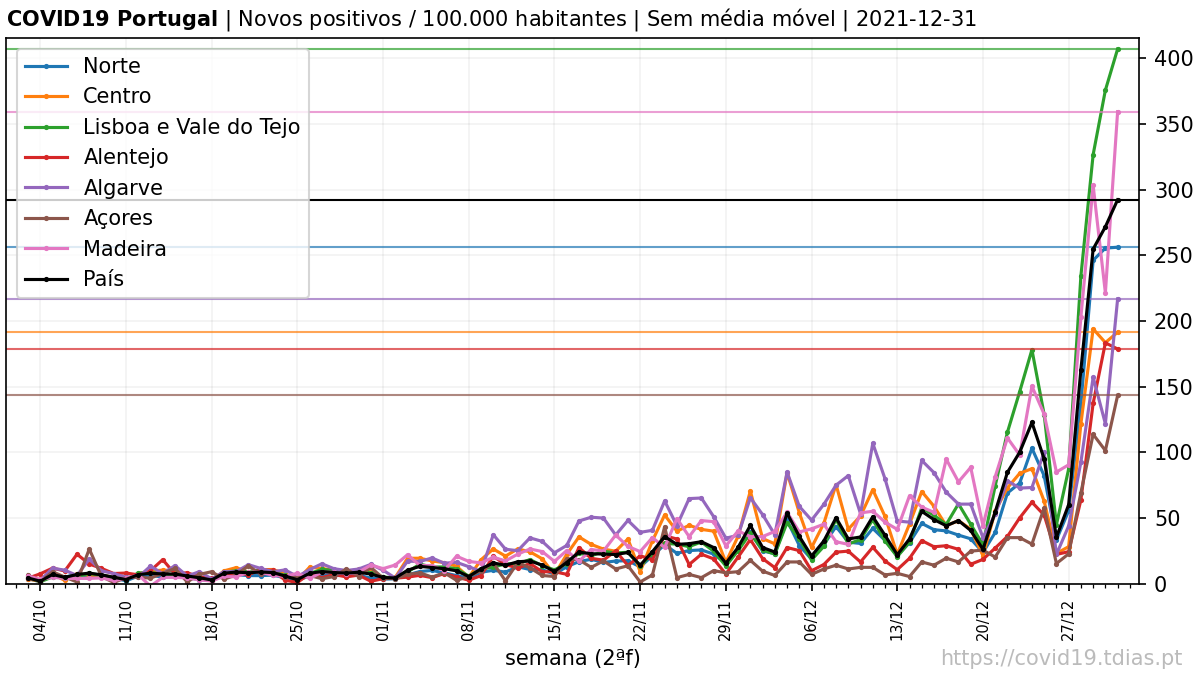 COVID19 Portugal | Novos positivos / 100.000 habitantes | Sem média móvel | 2021-12-31
Norte
Centro
Lisboa e Vale do Tejo
Alentejo
Algarve
Açores
Madeira
País
400
350
300
250
200
150
100
50
0
04/10
11/10
18/10
25/10
01/11
08/11
15/11
22/11
29/11
06/12
13/12
20/12
27/12
semana (2ªf)
https://covid19.tdias.pt